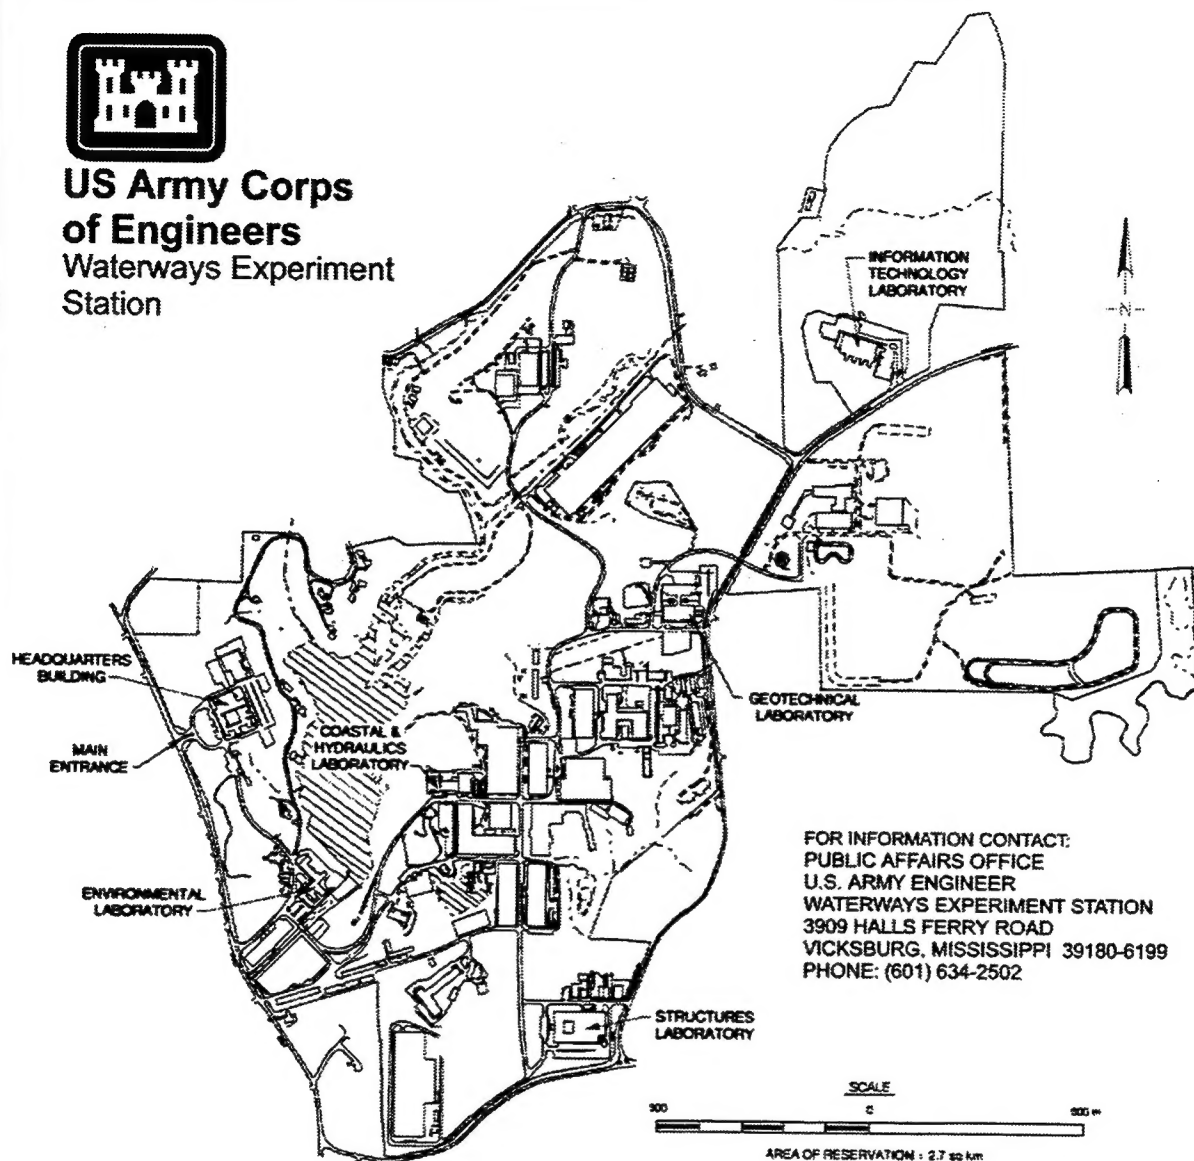 US Army Corps
of Engineers
Waterways Experiment
Station
INFORMATION
TECHNOLOGY
LABORATORY
N
HEADQUARTERS
BUILDING
MAIN
ENTRANCE
COASTAL &
HYDRAULICS
LABORATORY
GEOTECHNICAL
LABORATORY
ENVIRONMENTAL
LABORATORY
STRUCTURES
LABORATORY
FOR INFORMATION CONTACT:
PUBLIC AFFAIRS OFFICE
U.S. ARMY ENGINEER
WATERWAYS EXPERIMENT STATION
3909 HALLS FERRY ROAD
VICKSBURG, MISSISSIPPI 39180-6199
PHONE: (601) 634-2502
SCALE
0
AREA OF RESERVATION : 2.7 sq km